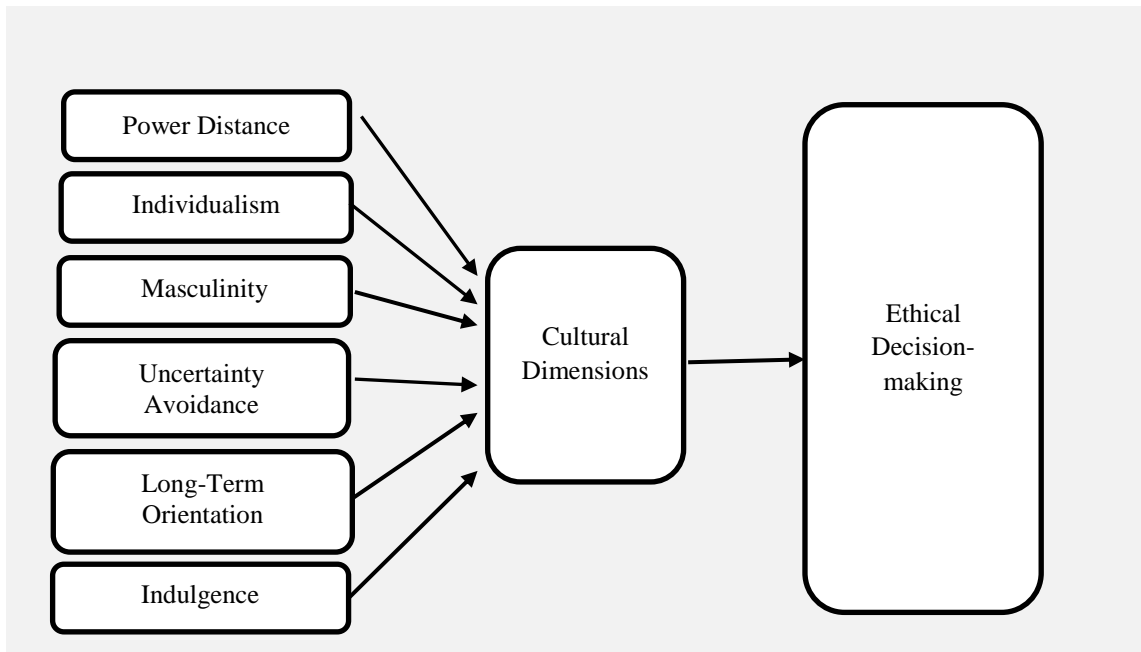 Power Distance
Individualism
Masculinity
Uncertainty
Avoidance
Long-Term
Orientation
Indulgence
Cultural
Dimensions
Ethical
Decision-
making